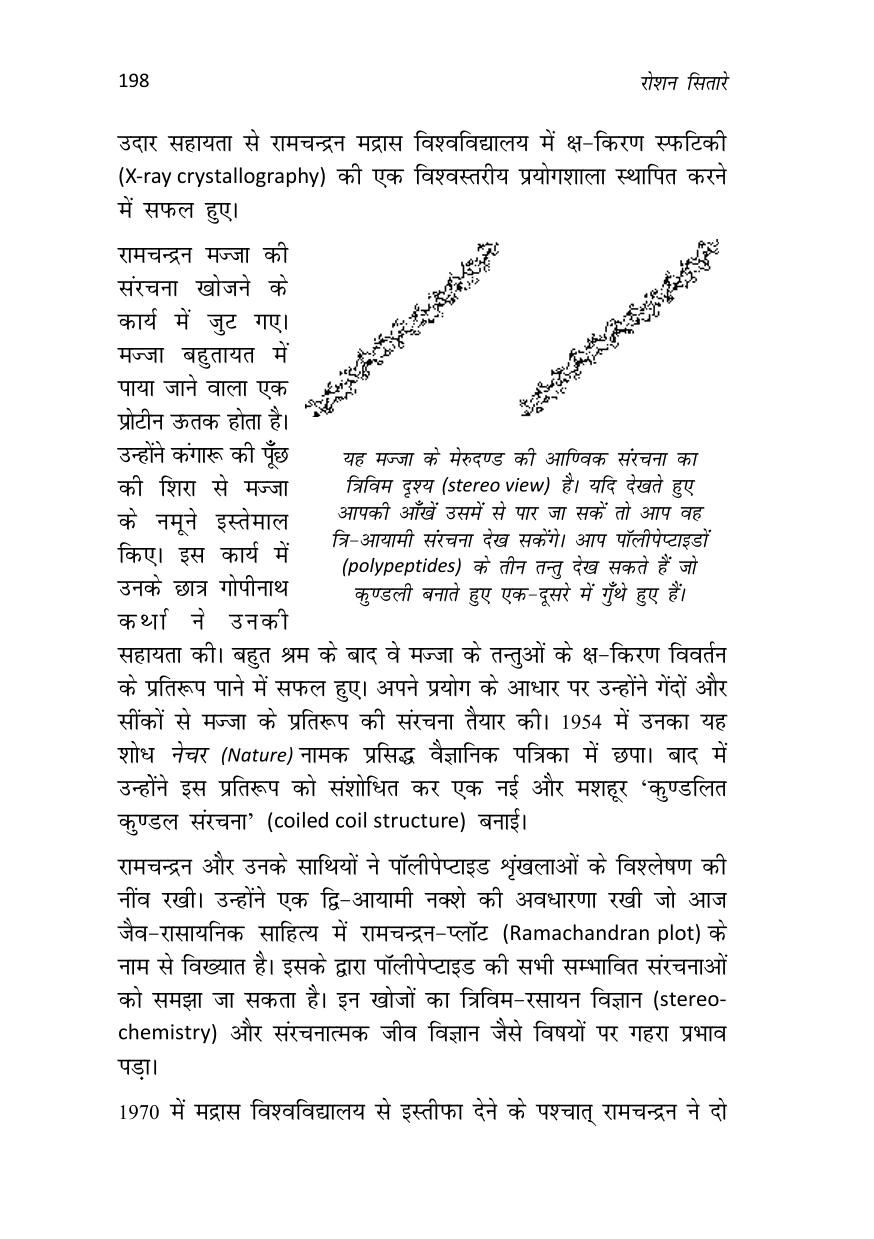 198
रोशन सितारे
उदार सहायता से रामचन्द्रन मद्रास विश्वविद्यालय में क्ष-किरण स्फटिकी
(X-ray crystallography) की एक विश्वस्तरीय प्रयोगशाला स्थापित करने
में सफल हुए।
रामचन्द्रन मज्जा की
संरचना खोजने के
कार्य में जुट गए।
मज्जा बहुतायत में
पाया जाने वाला एक
प्रोटीन ऊतक होता है।
उन्होंने कंगारू की पूँछ
की शिरा से मज्जा
के नमूने इस्तेमाल
किए। इस कार्य में
उनके छात्र गोपीनाथ
कर्था ने उनकी
यह मज्जा के मेरुदण्ड की आण्विक संरचना का
त्रिविम दृश्य (stereo view) है। यदि देखते हुए
आपकी आँखें उसमें से पार जा सकें तो आप वह
त्रि-आयामी संरचना देख सकेंगे। आप पॉलीपेप्टाइडों
(polypeptides) के तीन तन्तु देख सकते हैं जो
कुण्डली बनाते हुए एक-दूसरे में गुँथे हुए हैं।
सहायता की। बहुत श्रम के बाद वे मज्जा के तन्तुओं के क्ष-किरण विवर्तन
के प्रतिरूप पाने में सफल हुए। अपने प्रयोग के आधार पर उन्होंने गेंदों और
सींकों से मज्जा के प्रतिरूप की संरचना तैयार की। 1954 में उनका यह
शोध नेचर (Nature) नामक प्रसिद्ध वैज्ञानिक पत्रिका में छपा। बाद में
उन्होंने इस प्रतिरूप को संशोधित कर एक नई और मशहूर ‘कुण्डलित
कुण्डल संरचना’ (coiled coil structure) बनाई।
रामचन्द्रन और उनके साथियों ने पॉलीपेप्टाइड शृंखलाओं के विश्लेषण की
नींव रखी। उन्होंने एक द्वि-आयामी नक्शे की अवधारणा रखी जो आज
जैव-रासायनिक साहित्य में रामचन्द्रन-प्लॉट (Ramachandran plot) के
नाम से विख्यात है। इसके द्वारा पॉलीपेप्टाइड की सभी सम्भावित संरचनाओं
को समझा जा सकता है। इन खोजों का त्रिविम-रसायन विज्ञान (stereo-
chemistry) और संरचनात्मक जीव विज्ञान जैसे विषयों पर गहरा प्रभाव
पड़ा।
1970 में मद्रास विश्वविद्यालय से इस्तीफा देने के पश्चात् रामचन्द्रन ने दो